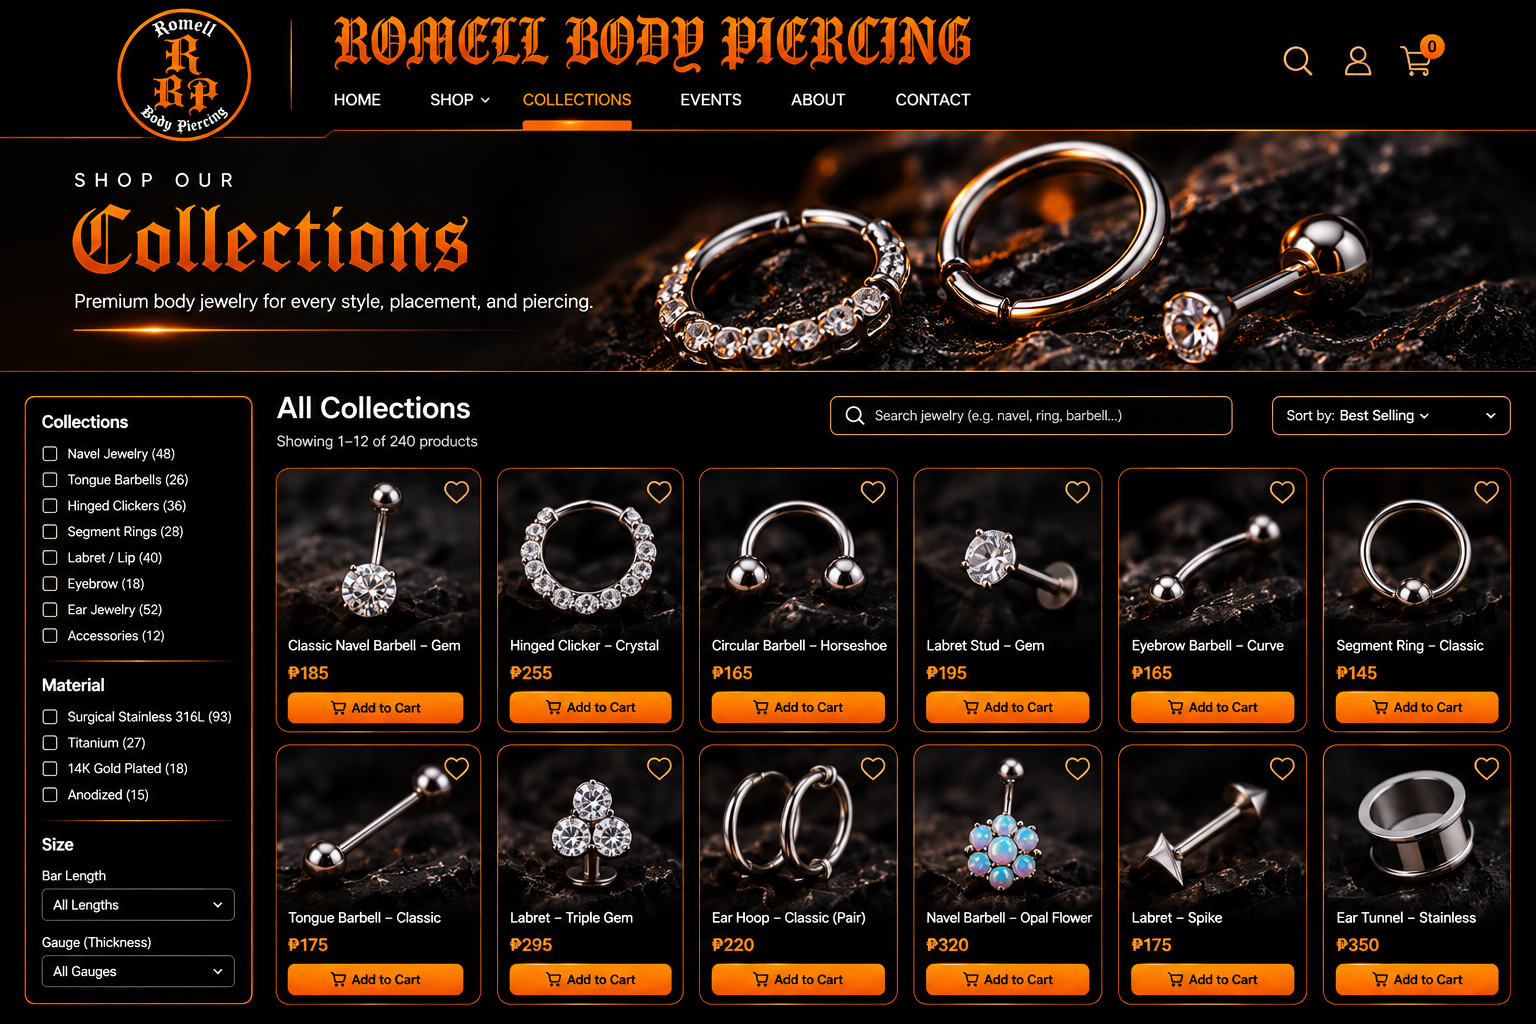 Romell
R
RP
Body Piercing
ROMELL BODY PIERCING
0
HOME SHOP COLLECTIONS EVENTS ABOUT CONTACT
SHOP OUR
Collections
Premium body jewelry for every style, placement, and piercing.
Collections
Navel Jewelry (48)
Tongue Barbells (26)
Hinged Clickers (36)
Segment Rings (28)
Labret / Lip (40)
Eyebrow (18)
Ear Jewelry (52)
Accessories (12)
Material
Surgical Stainless 316L (93)
Titanium (27)
14K Gold Plated (18)
Anodized (15)
Size
Bar Length
All Lengths
Gauge (Thickness)
All Gauges
All Collections
Showing 1–12 of 240 products
Search jewelry (e.g. navel, ring, barbell...)
Sort by: Best Selling
Classic Navel Barbell – Gem
₱185
Add to Cart
Hinged Clicker – Crystal
₱255
Add to Cart
Circular Barbell – Horseshoe
₱165
Add to Cart
Labret Stud – Gem
₱195
Add to Cart
Eyebrow Barbell – Curve
₱165
Add to Cart
Segment Ring – Classic
₱145
Add to Cart
Tongue Barbell – Classic
₱175
Add to Cart
Labret – Triple Gem
₱295
Add to Cart
Ear Hoop – Classic (Pair)
₱220
Add to Cart
Navel Barbell – Opal Flower
₱320
Add to Cart
Labret – Spike
₱175
Add to Cart
Ear Tunnel – Stainless
₱350
Add to Cart